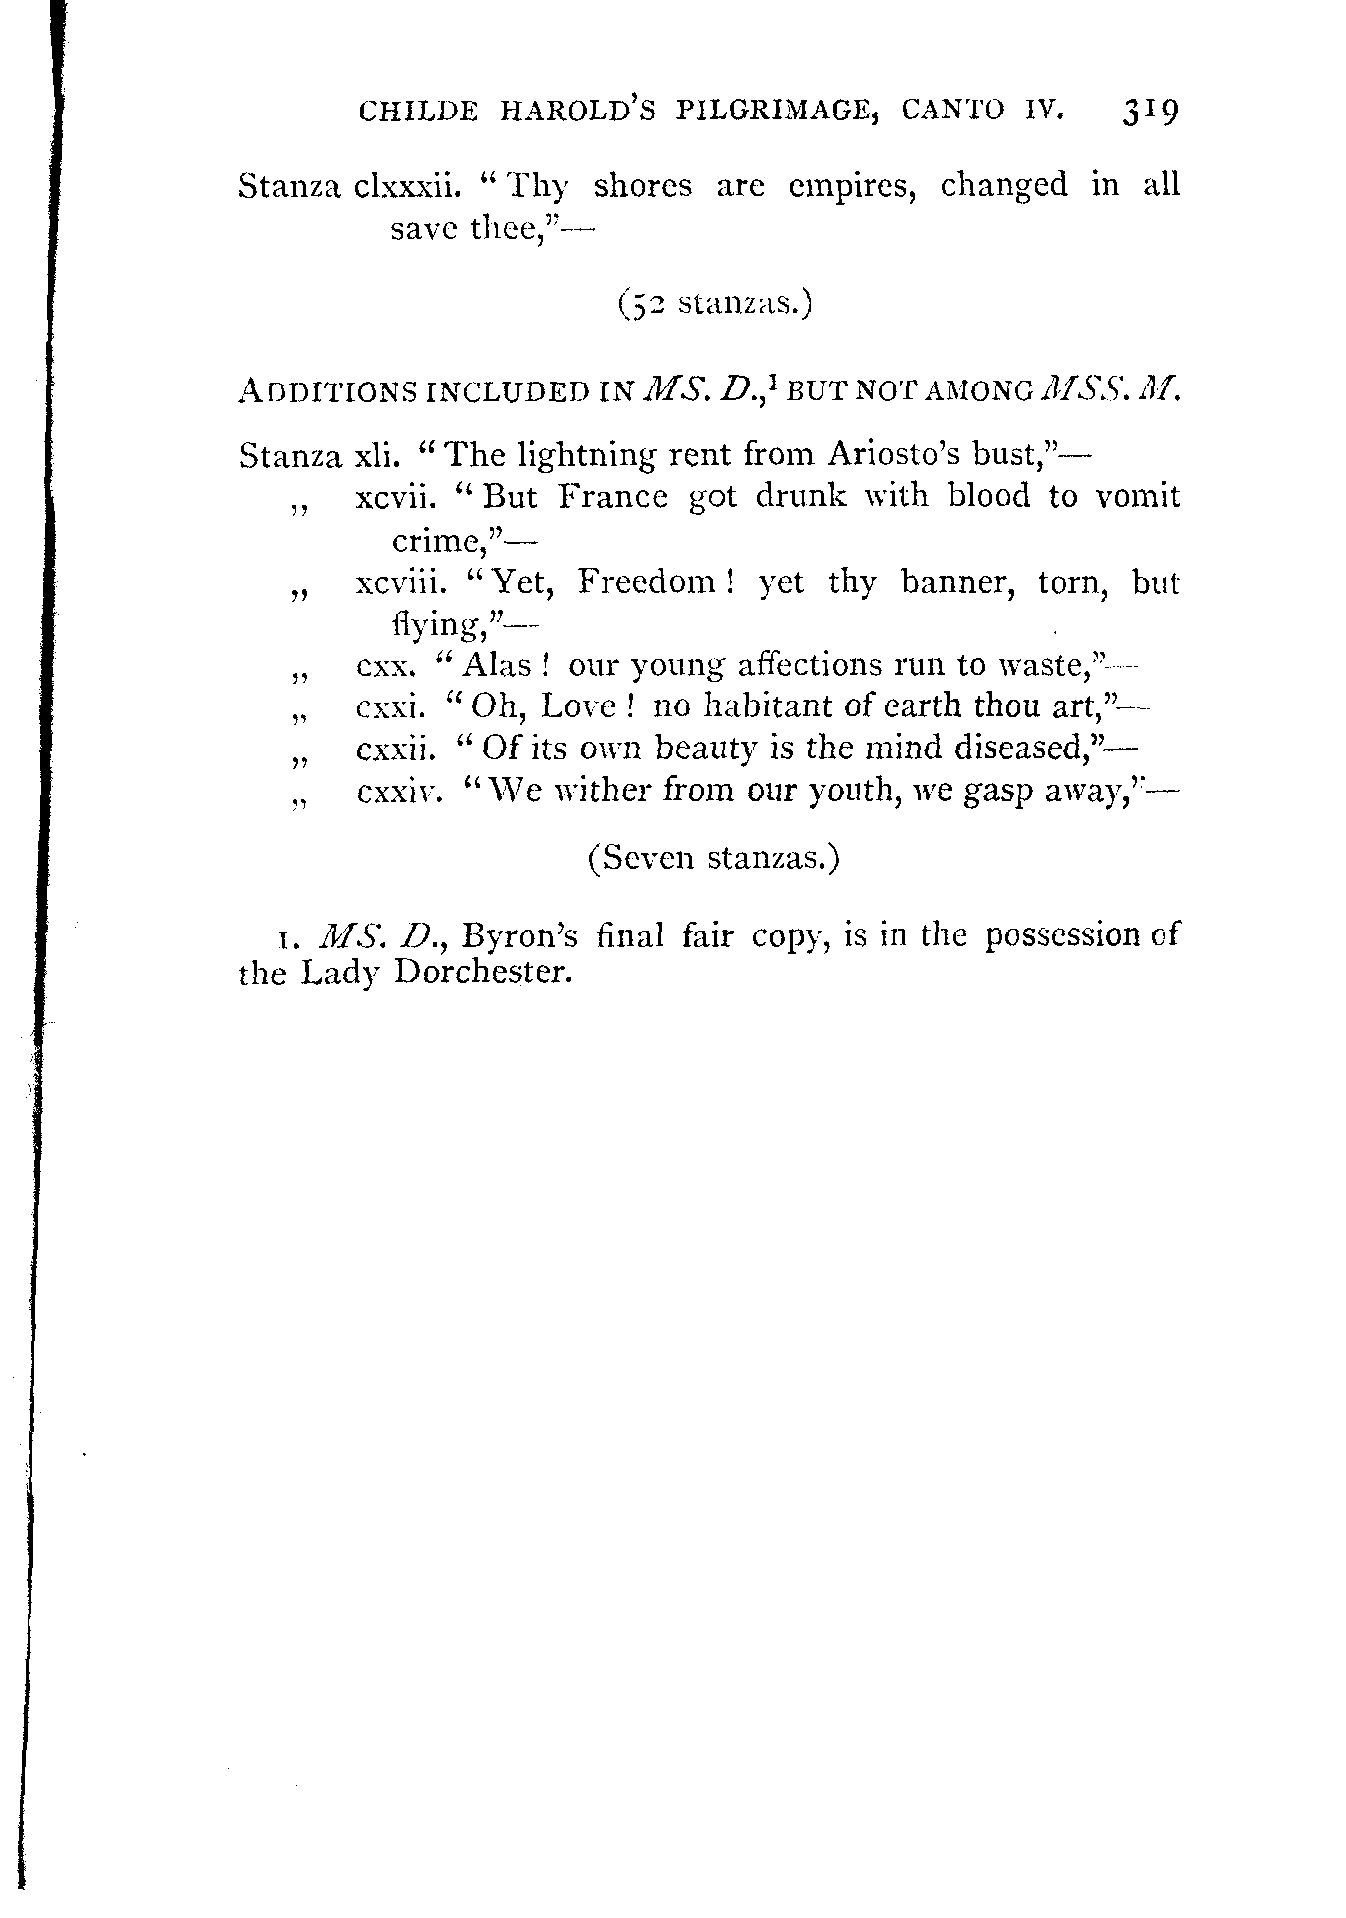 CHILDE HAROLD'S PILGRIMAGE, CANTO IV. 319
Stanza clxxxii. “Thy shores are empires, changed in all
save thee,”—
(52 stanzas.)
ADDITIONS INCLUDED IN MS. D.,¹ BUT NOT AMONG MSS. M.
Stanza xli. “The lightning rent from Ariosto's bust,”—
„ xcvii. “But France got drunk with blood to vomit
crime,”—
„ xcviii. “Yet, Freedom! yet thy banner, torn, but
flying,”—
„ cxx. “Alas! our young affections run to waste,”—
„ cxxi. “Oh, Love! no habitant of earth thou art,”—
„ cxxii. “Of its own beauty is the mind diseased,”—
„ cxxiv. “We wither from our youth, we gasp away,”—
(Seven stanzas.)
1. MS. D., Byron's final fair copy, is in the possession of
the Lady Dorchester.